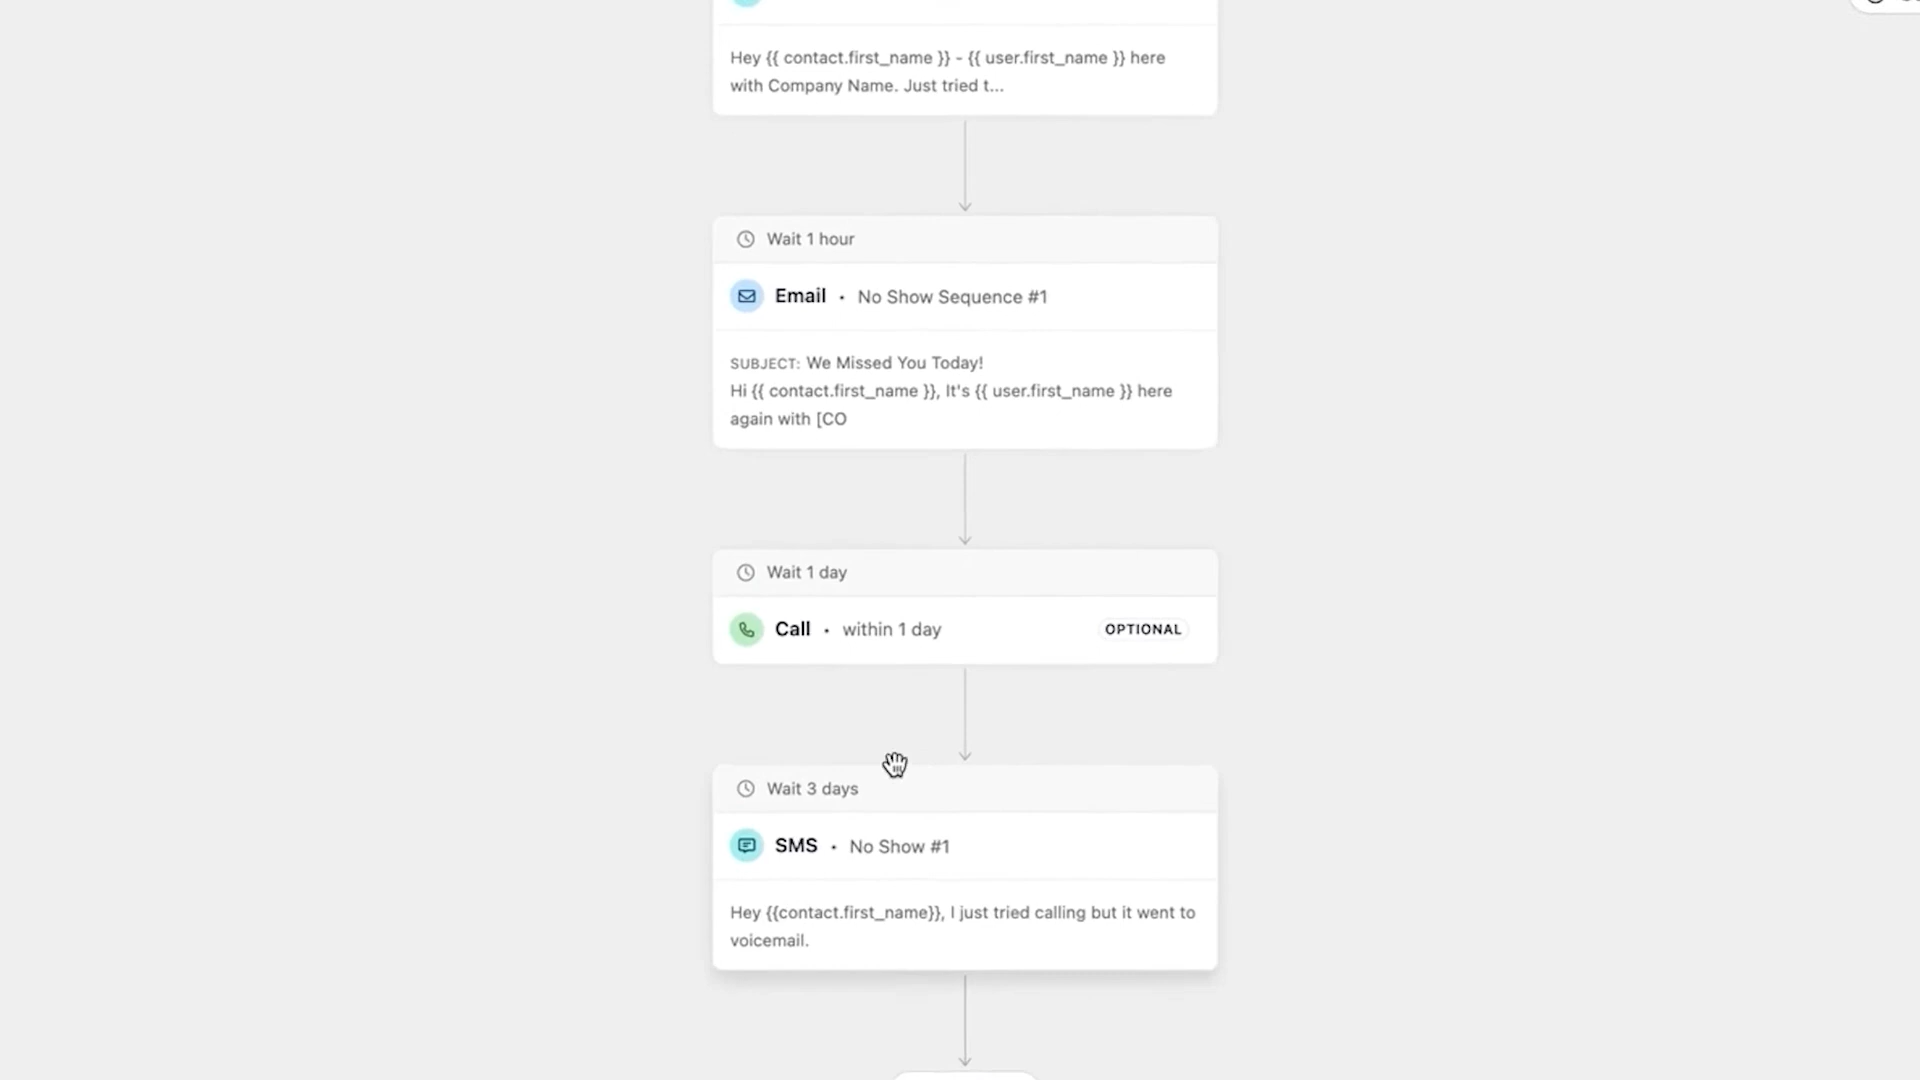 Hey {{ contact.first_name }} - {{ user.first_name }} here
with Company Name. Just tried t...
Wait 1 hour
Email • No Show Sequence #1
SUBJECT: We Missed You Today!
Hi {{ contact.first_name }}, It's {{ user.first_name }} here
again with [CO
Wait 1 day
Call • within 1 day
OPTIONAL
Wait 3 days
SMS • No Show #1
Hey {{contact.first_name}}, I just tried calling but it went to
voicemail.